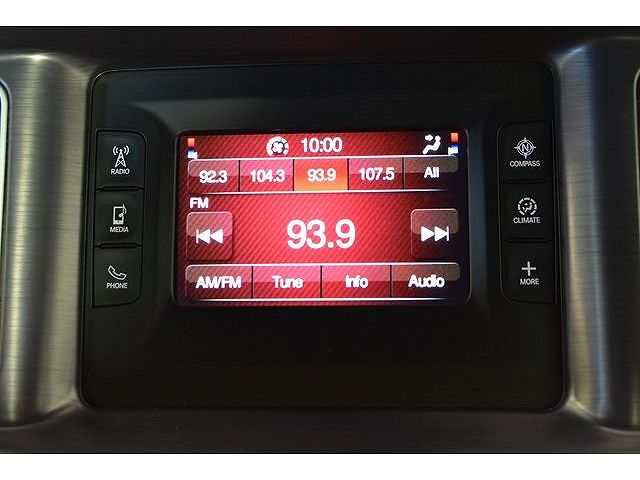 10:00
92.3 104.3 93.9 107.5 All
FM
93.9
AM/FM Tune Info Audio
RADIO
MEDIA
PHONE
N
COMPASS
CLIMATE
MORE